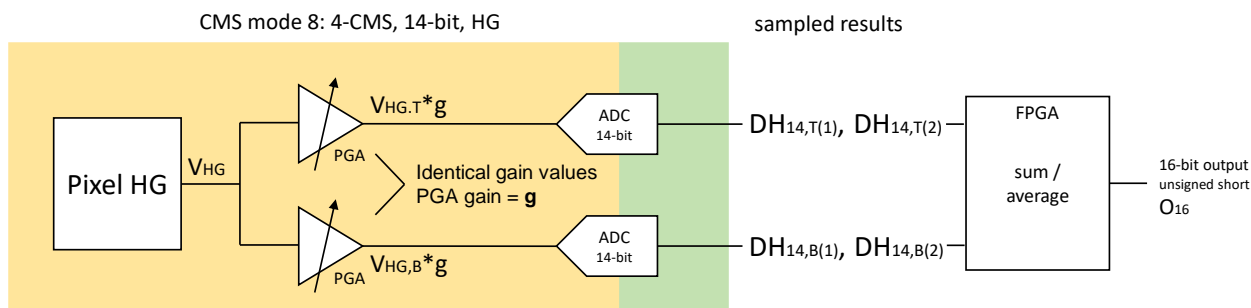 CMS mode 8: 4-CMS, 14-bit, HG
sampled results
Pixel HG
VHG
VHG.T*g
PGA
ADC
14-bit
DH14,T(1), DH14,T(2)
Identical gain values
PGA gain = g
VHG,B*g
PGA
ADC
14-bit
DH14,B(1), DH14,B(2)
FPGA
sum /
average
16-bit output
unsigned short
O16